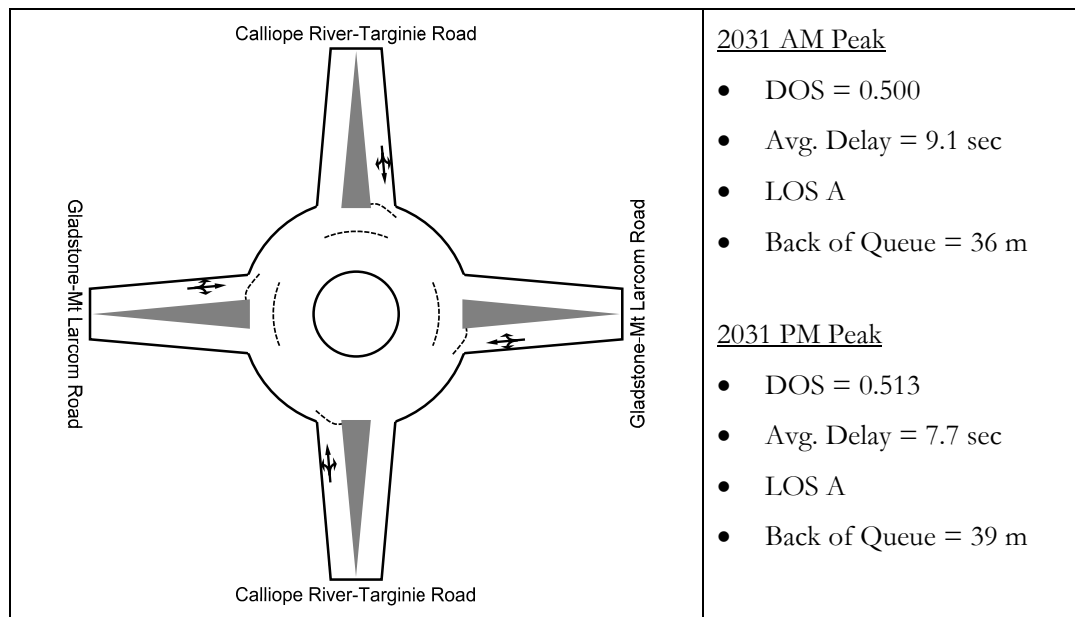 Calliope River-Targinie Road
Gladstone-Mt Larcom Road
Gladstone-Mt Larcom Road
Calliope River-Targinie Road
2031 AM Peak
• DOS = 0.500
• Avg. Delay = 9.1 sec
• LOS A
• Back of Queue = 36 m
2031 PM Peak
• DOS = 0.513
• Avg. Delay = 7.7 sec
• LOS A
• Back of Queue = 39 m